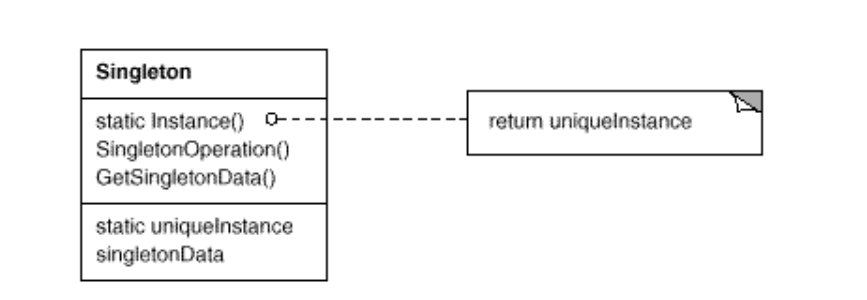 Singleton
static Instance()
SingletonOperation()
GetSingletonData()
static uniqueInstance
singletonData
return uniqueInstance